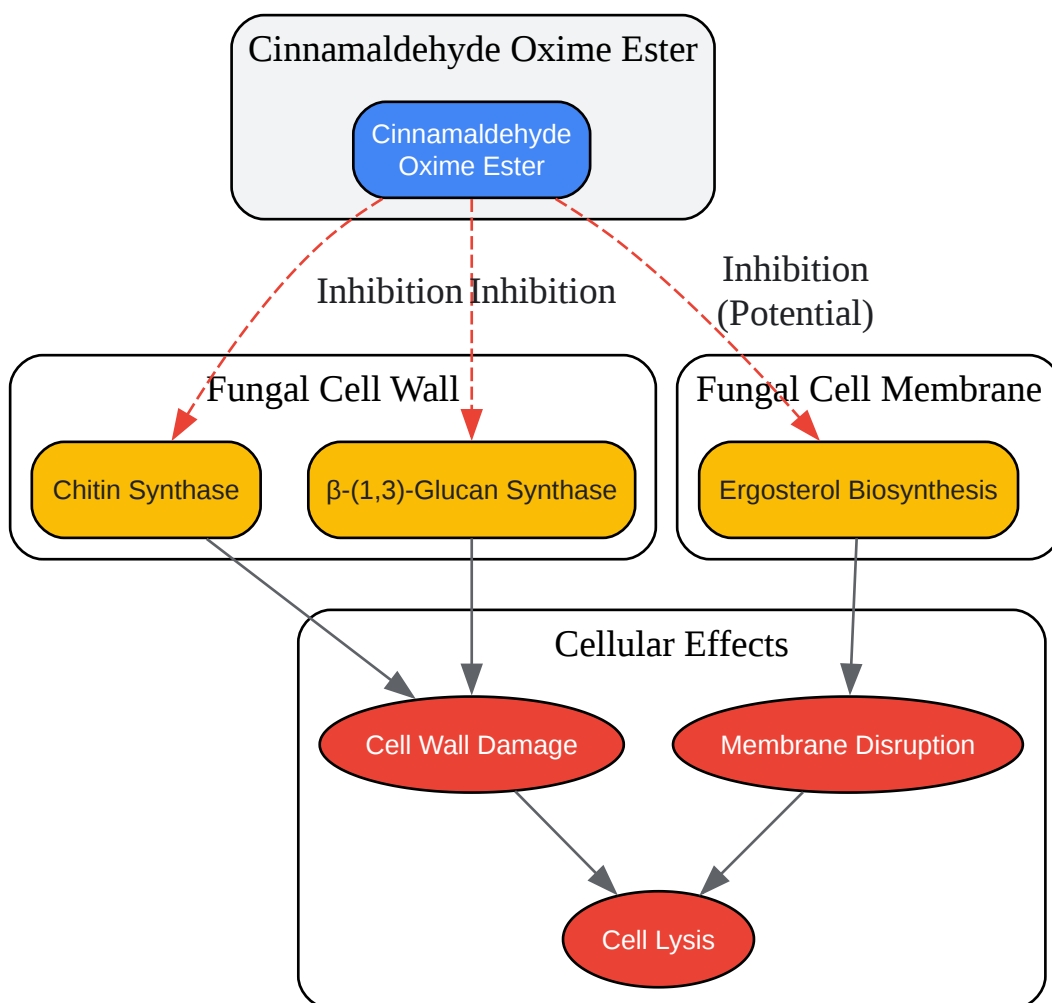 Cinnamaldehyde Oxime Ester
Cinnamaldehyde
Oxime Ester
Inhibition
Inhibition
Inhibition
(Potential)
Fungal Cell Wall
Fungal Cell Membrane
Chitin Synthase
β-(1,3)-Glucan Synthase
Ergosterol Biosynthesis
Cellular Effects
Cell Wall Damage
Membrane Disruption
Cell Lysis